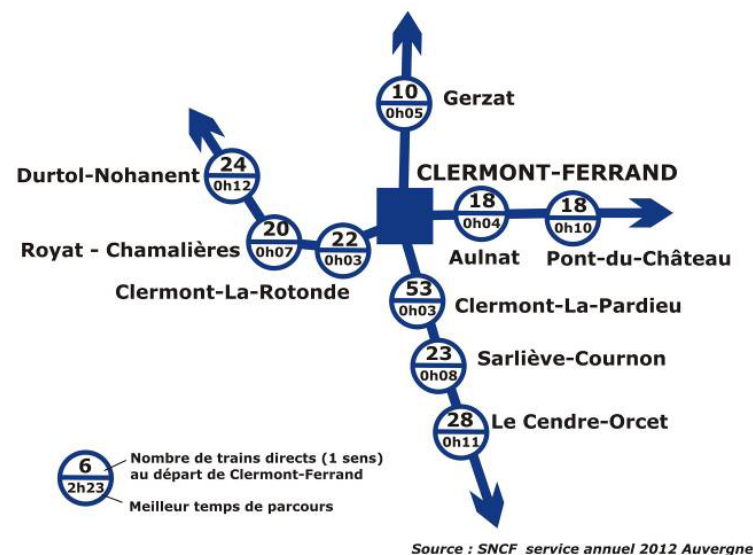 10
0h05
Gerzat
24
0h12
Durtol-Nohanent
CLERMONT-FERRAND
18
0h04
18
0h10
20
0h07
Royat - Chamalières
22
0h03
Aulnat
Pont-du-Château
Clermont-La-Rotonde
53
0h03
Clermont-La-Pardieu
23
0h08
Sarliève-Cournon
28
0h11
Le Cendre-Orcet
6
2h23
Nombre de trains directs (1 sens)
au départ de Clermont-Ferrand
Meilleur temps de parcours
Source : SNCF service annuel 2012 Auvergne